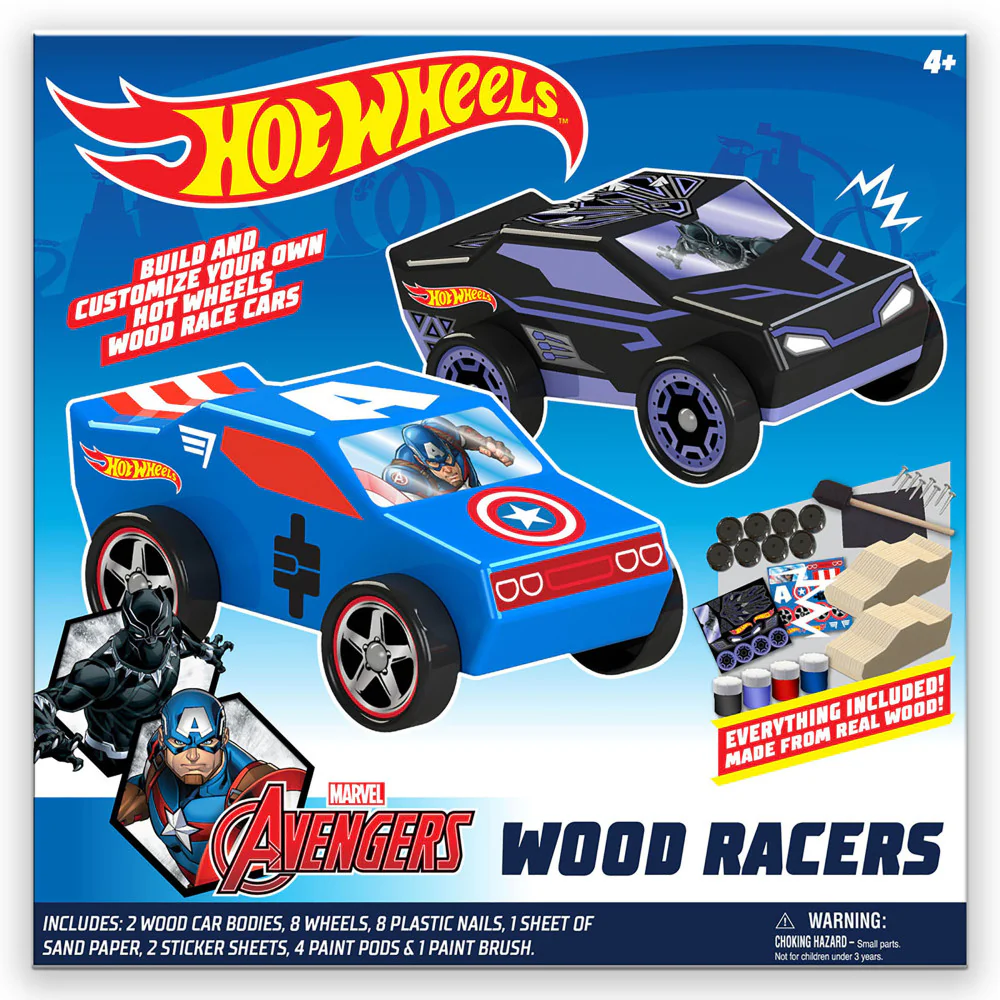 4+
HOT WHEELS™
BUILD AND
CUSTOMIZE YOUR OWN
HOT WHEELS
WOOD RACE CARS
HOT WHEELS
A
HOT WHEELS
A
EVERYTHING INCLUDED!
MADE FROM REAL WOOD!
MARVEL
AVENGERS
WOOD RACERS
INCLUDES: 2 WOOD CAR BODIES, 8 WHEELS, 8 PLASTIC NAILS, 1 SHEET OF
SAND PAPER, 2 STICKER SHEETS, 4 PAINT PODS & 1 PAINT BRUSH.
WARNING:
CHOKING HAZARD – Small parts.
Not for children under 3 years.